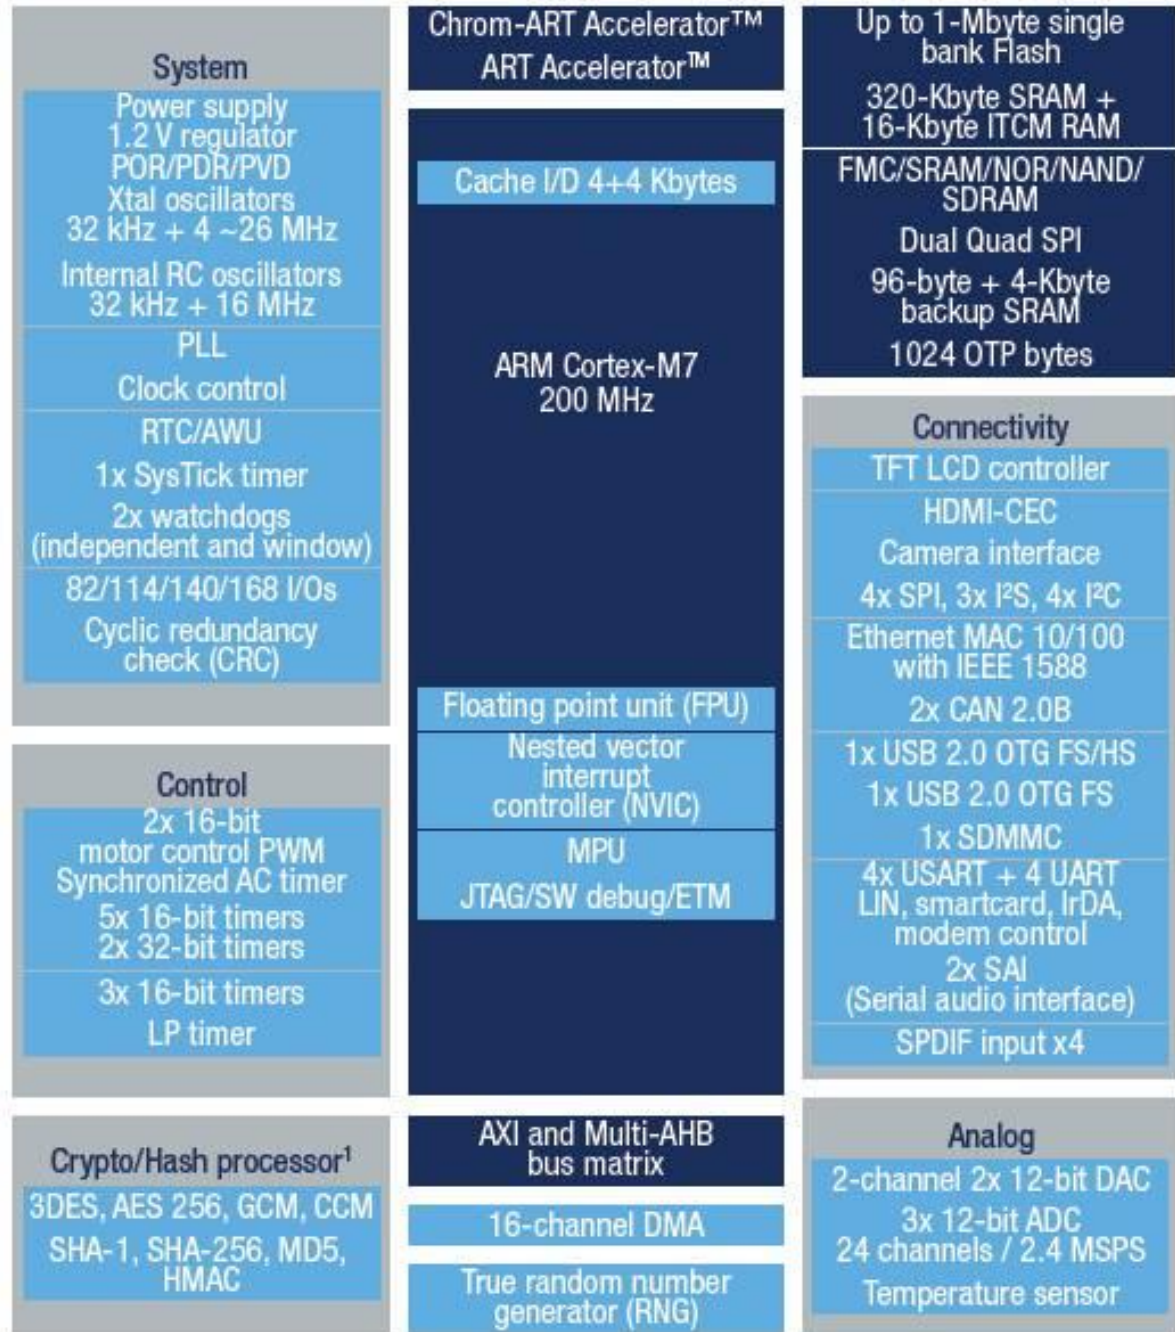 System
Power supply
1.2 V regulator
POR/PDR/PVD
Xtal oscillators
32 kHz + 4 ~26 MHz
Internal RC oscillators
32 kHz + 16 MHz
PLL
Clock control
RTC/AWU
1x SysTick timer
2x watchdogs
(independent and window)
82/114/140/168 I/Os
Cyclic redundancy
check (CRC)
Control
2x 16-bit
motor control PWM
Synchronized AC timer
5x 16-bit timers
2x 32-bit timers
3x 16-bit timers
LP timer
Crypto/Hash processor¹
3DES, AES 256, GCM, CCM
SHA-1, SHA-256, MD5,
HMAC
Chrom-ART Accelerator™
ART Accelerator™
Cache I/D 4+4 Kbytes
ARM Cortex-M7
200 MHz
Floating point unit (FPU)
Nested vector
interrupt
controller (NVIC)
MPU
JTAG/SW debug/ETM
AXI and Multi-AHB
bus matrix
16-channel DMA
True random number
generator (RNG)
Up to 1-Mbyte single
bank Flash
320-Kbyte SRAM +
16-Kbyte ITCM RAM
FMC/SRAM/NOR/NAND/
SDRAM
Dual Quad SPI
96-byte + 4-Kbyte
backup SRAM
1024 OTP bytes
Connectivity
TFT LCD controller
HDMI-CEC
Camera interface
4x SPI, 3x I²S, 4x I²C
Ethernet MAC 10/100
with IEEE 1588
2x CAN 2.0B
1x USB 2.0 OTG FS/HS
1x USB 2.0 OTG FS
1x SDMMC
4x USART + 4 UART
LIN, smartcard, IrDA,
modem control
2x SAI
(Serial audio interface)
SPDIF input x4
Analog
2-channel 2x 12-bit DAC
3x 12-bit ADC
24 channels / 2.4 MSPS
Temperature sensor